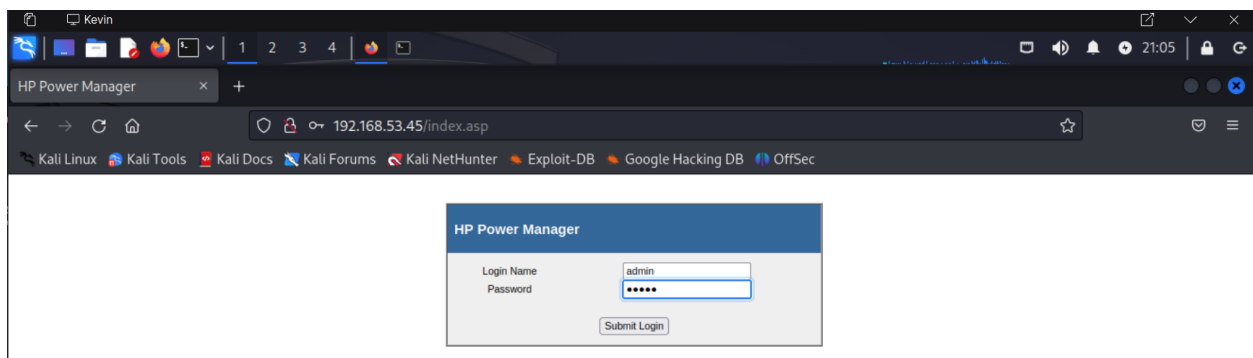 Kevin
1 2 3 4 21:05
HP Power Manager
192.168.53.45/index.asp
Kali Linux Kali Tools Kali Docs Kali Forums Kali NetHunter Exploit-DB Google Hacking DB OffSec
HP Power Manager
Login Name admin
Password •••••
Submit Login